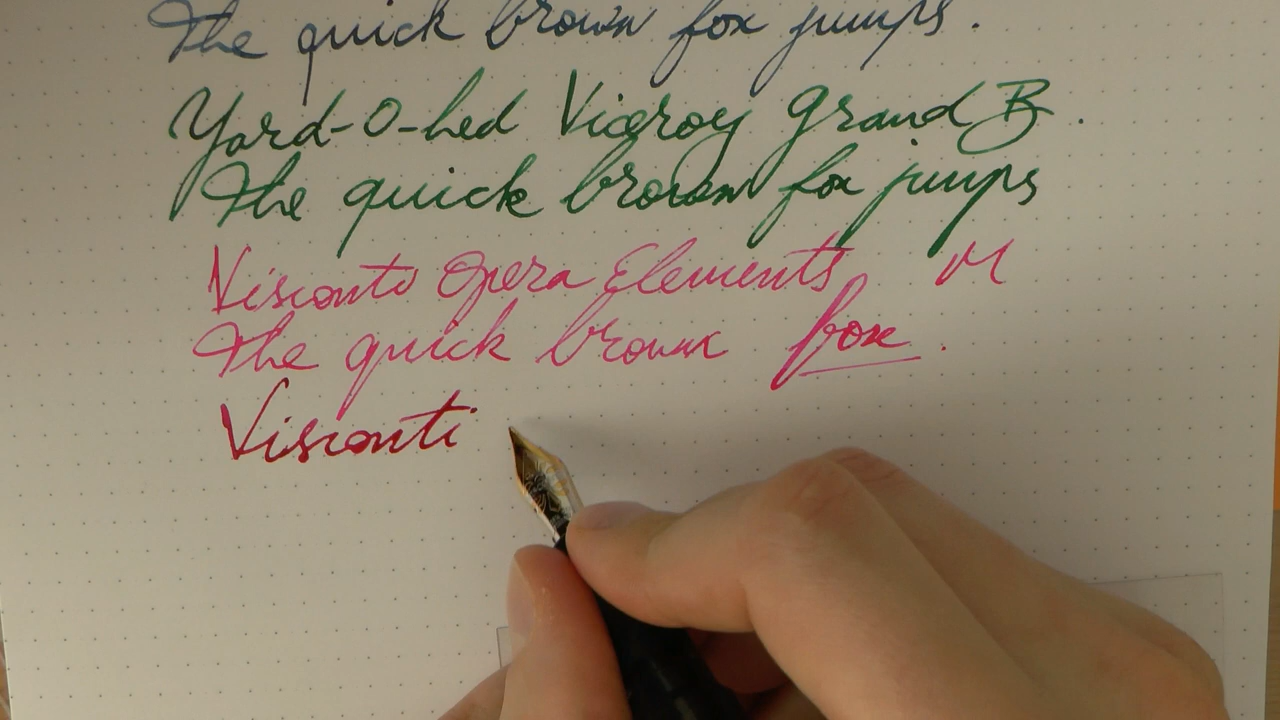 The quick brown fox jumps.
Yard-O-Led Viceroy Grand B.
The quick brown fox jumps
Visconti Opera Elements M
The quick brown fox.
Visconti